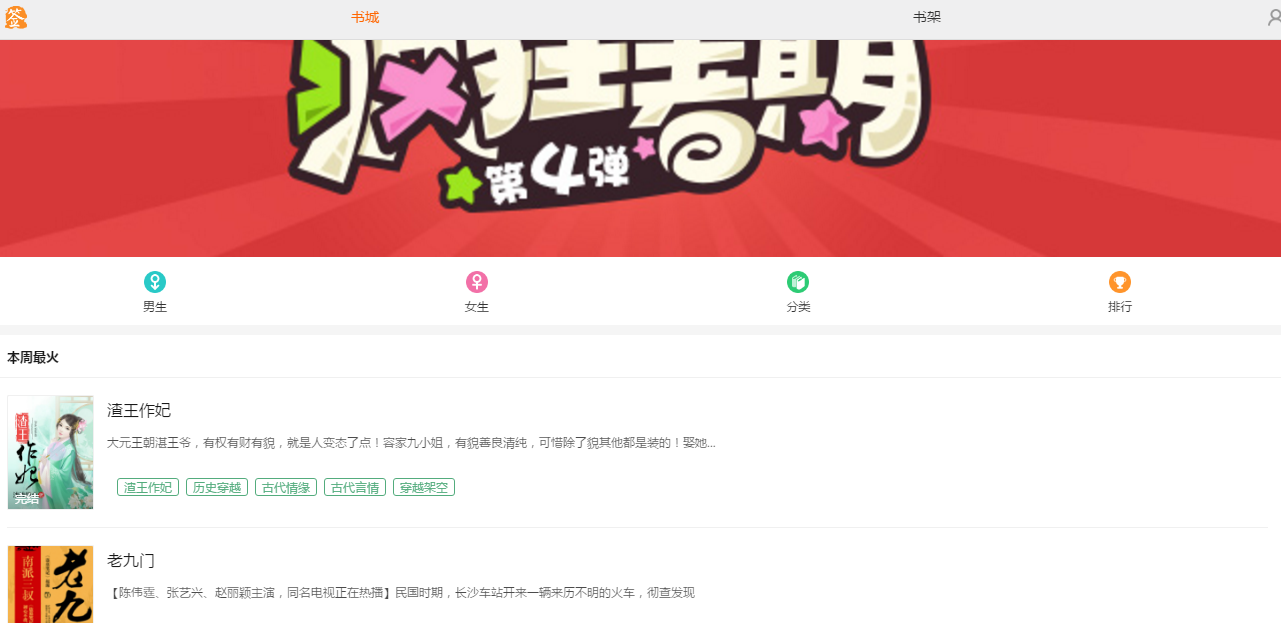 签
书城
书架
疯狂暑期
第4弹
男生
女生
分类
排行
本周最火
渣王作妃
大元王朝湛王爷，有权有财有貌，就是人变态了点！容家九小姐，有貌善良清纯，可惜除了貌其他都是装的！娶她...
渣王作妃 历史穿越 古代情缘 古代言情 穿越架空
渣王
作妃
完结
老九门
【陈伟霆、张艺兴、赵丽颖主演，同名电视正在热播】民国时期，长沙车站开来一辆来历不明的火车，彻查发现
南派三叔
老九